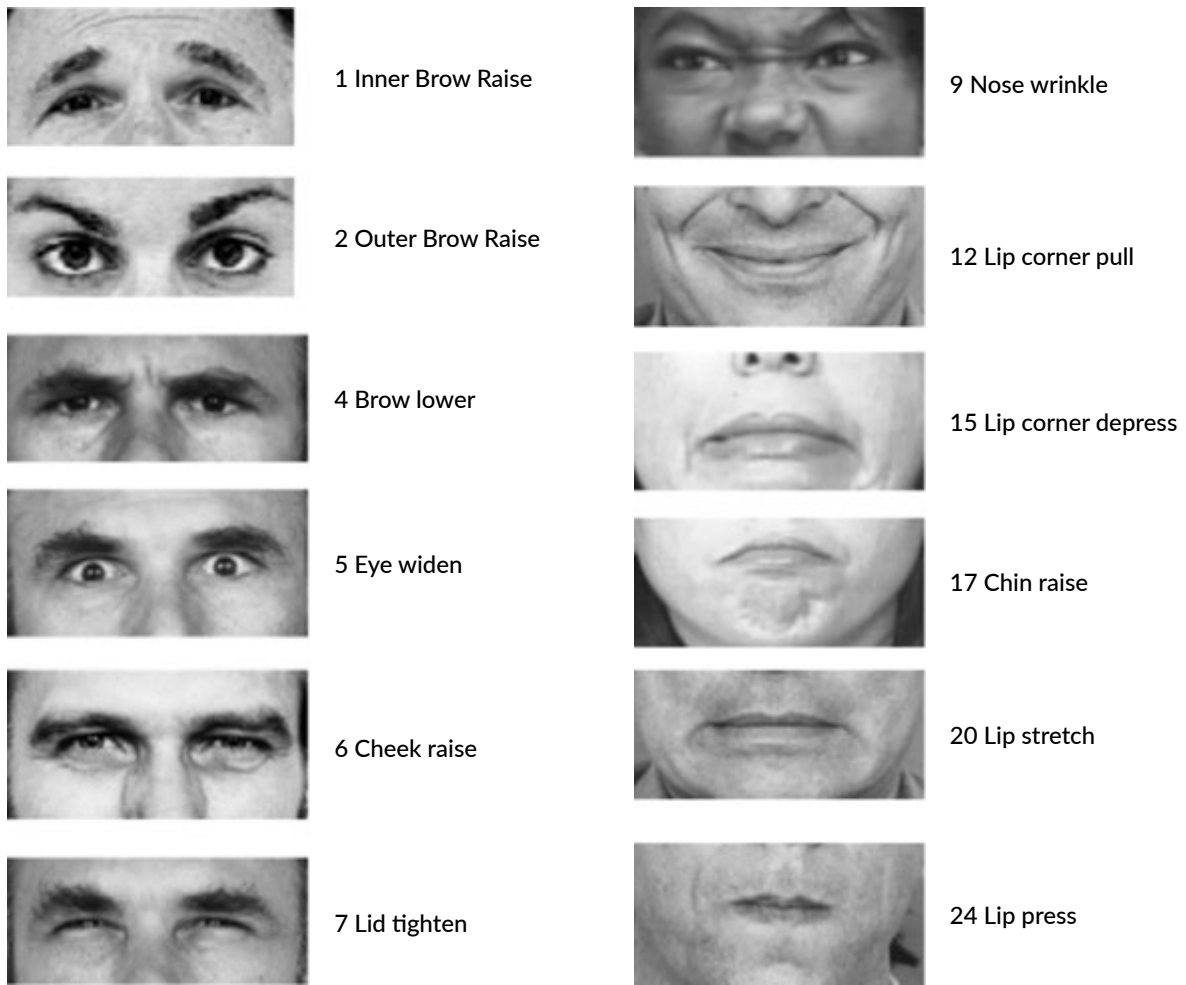 1 Inner Brow Raise
2 Outer Brow Raise
4 Brow lower
5 Eye widen
6 Cheek raise
7 Lid tighten
9 Nose wrinkle
12 Lip corner pull
15 Lip corner depress
17 Chin raise
20 Lip stretch
24 Lip press